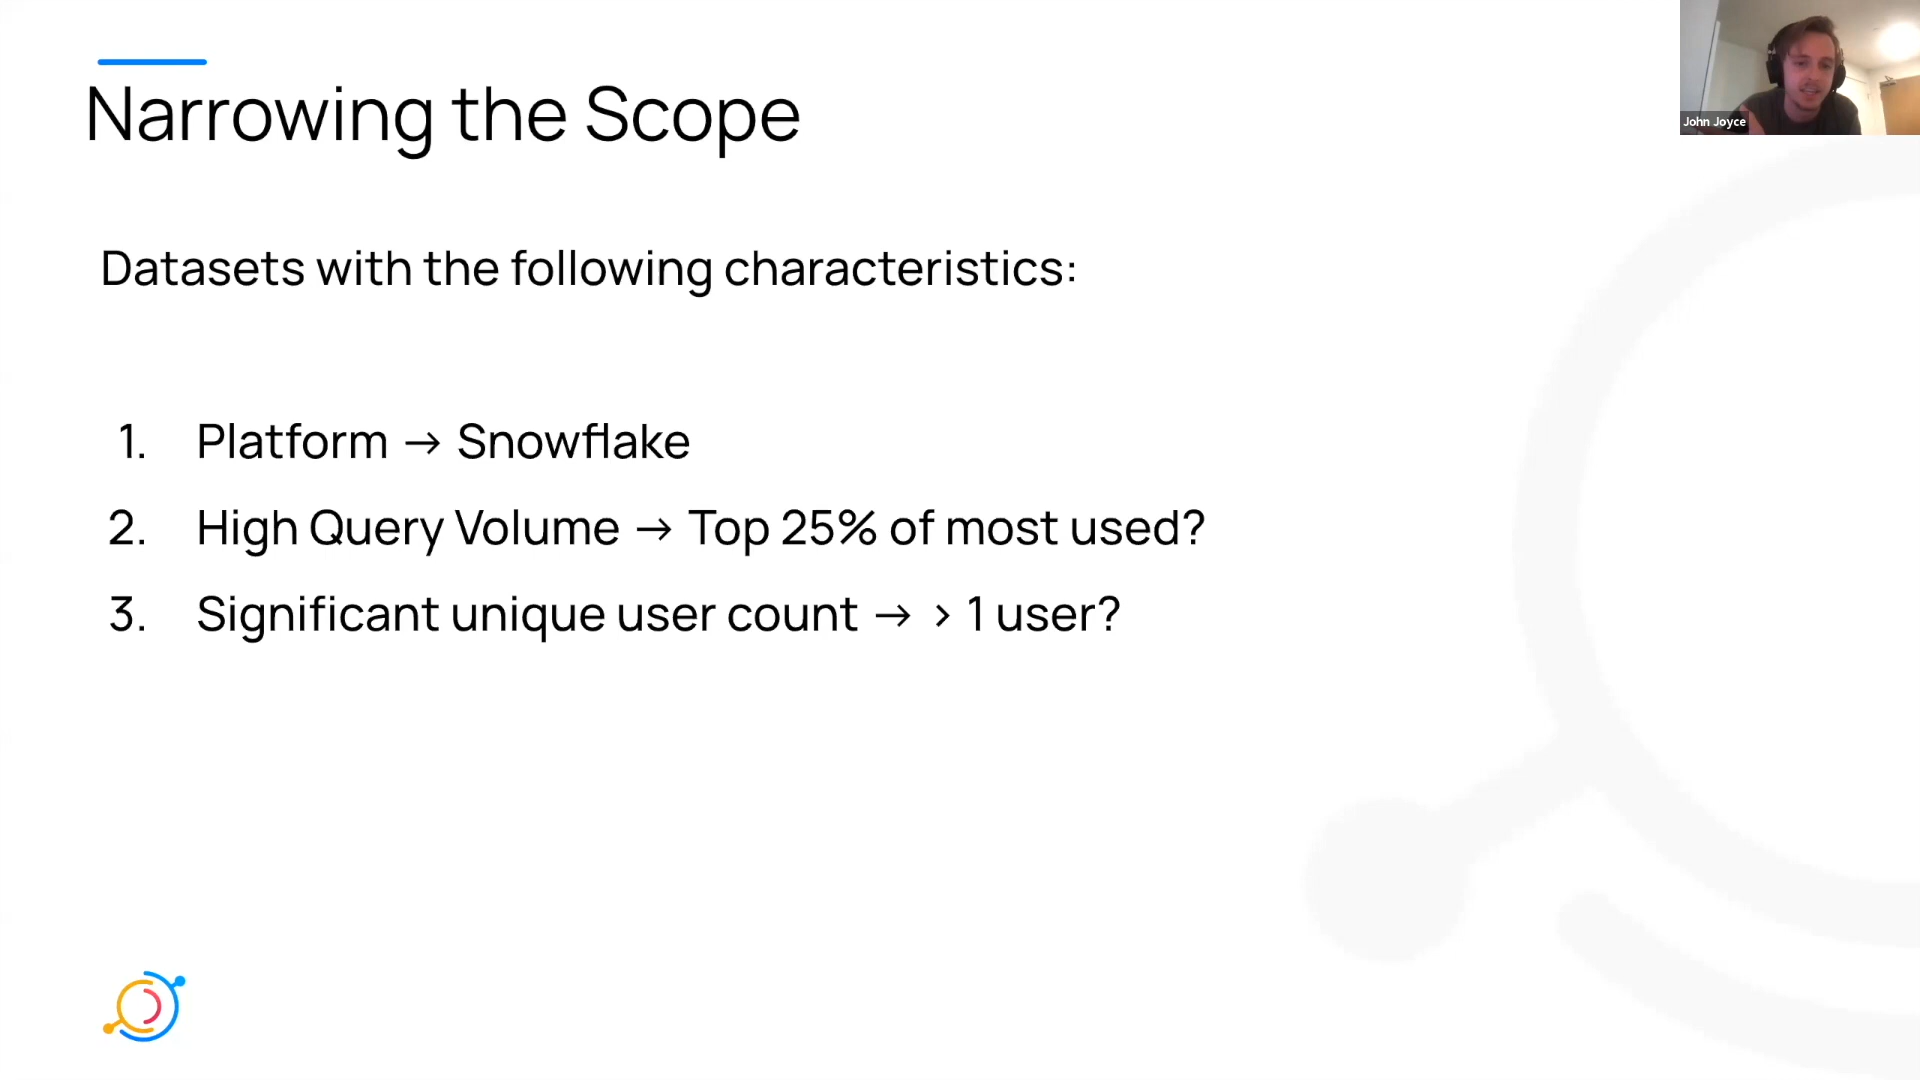 Narrowing the Scope
John Joyce
Datasets with the following characteristics:
1. Platform → Snowflake
2. High Query Volume → Top 25% of most used?
3. Significant unique user count → > 1 user?